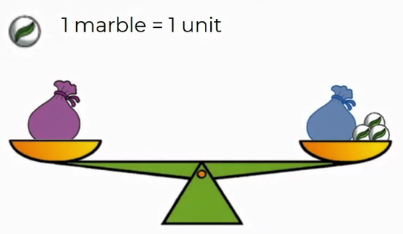 1 marble = 1 unit